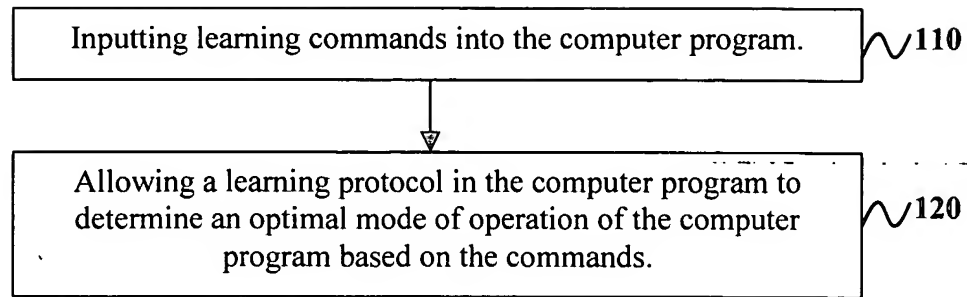 Inputting learning commands into the computer program.
110
Allowing a learning protocol in the computer program to
determine an optimal mode of operation of the computer
program based on the commands.
120